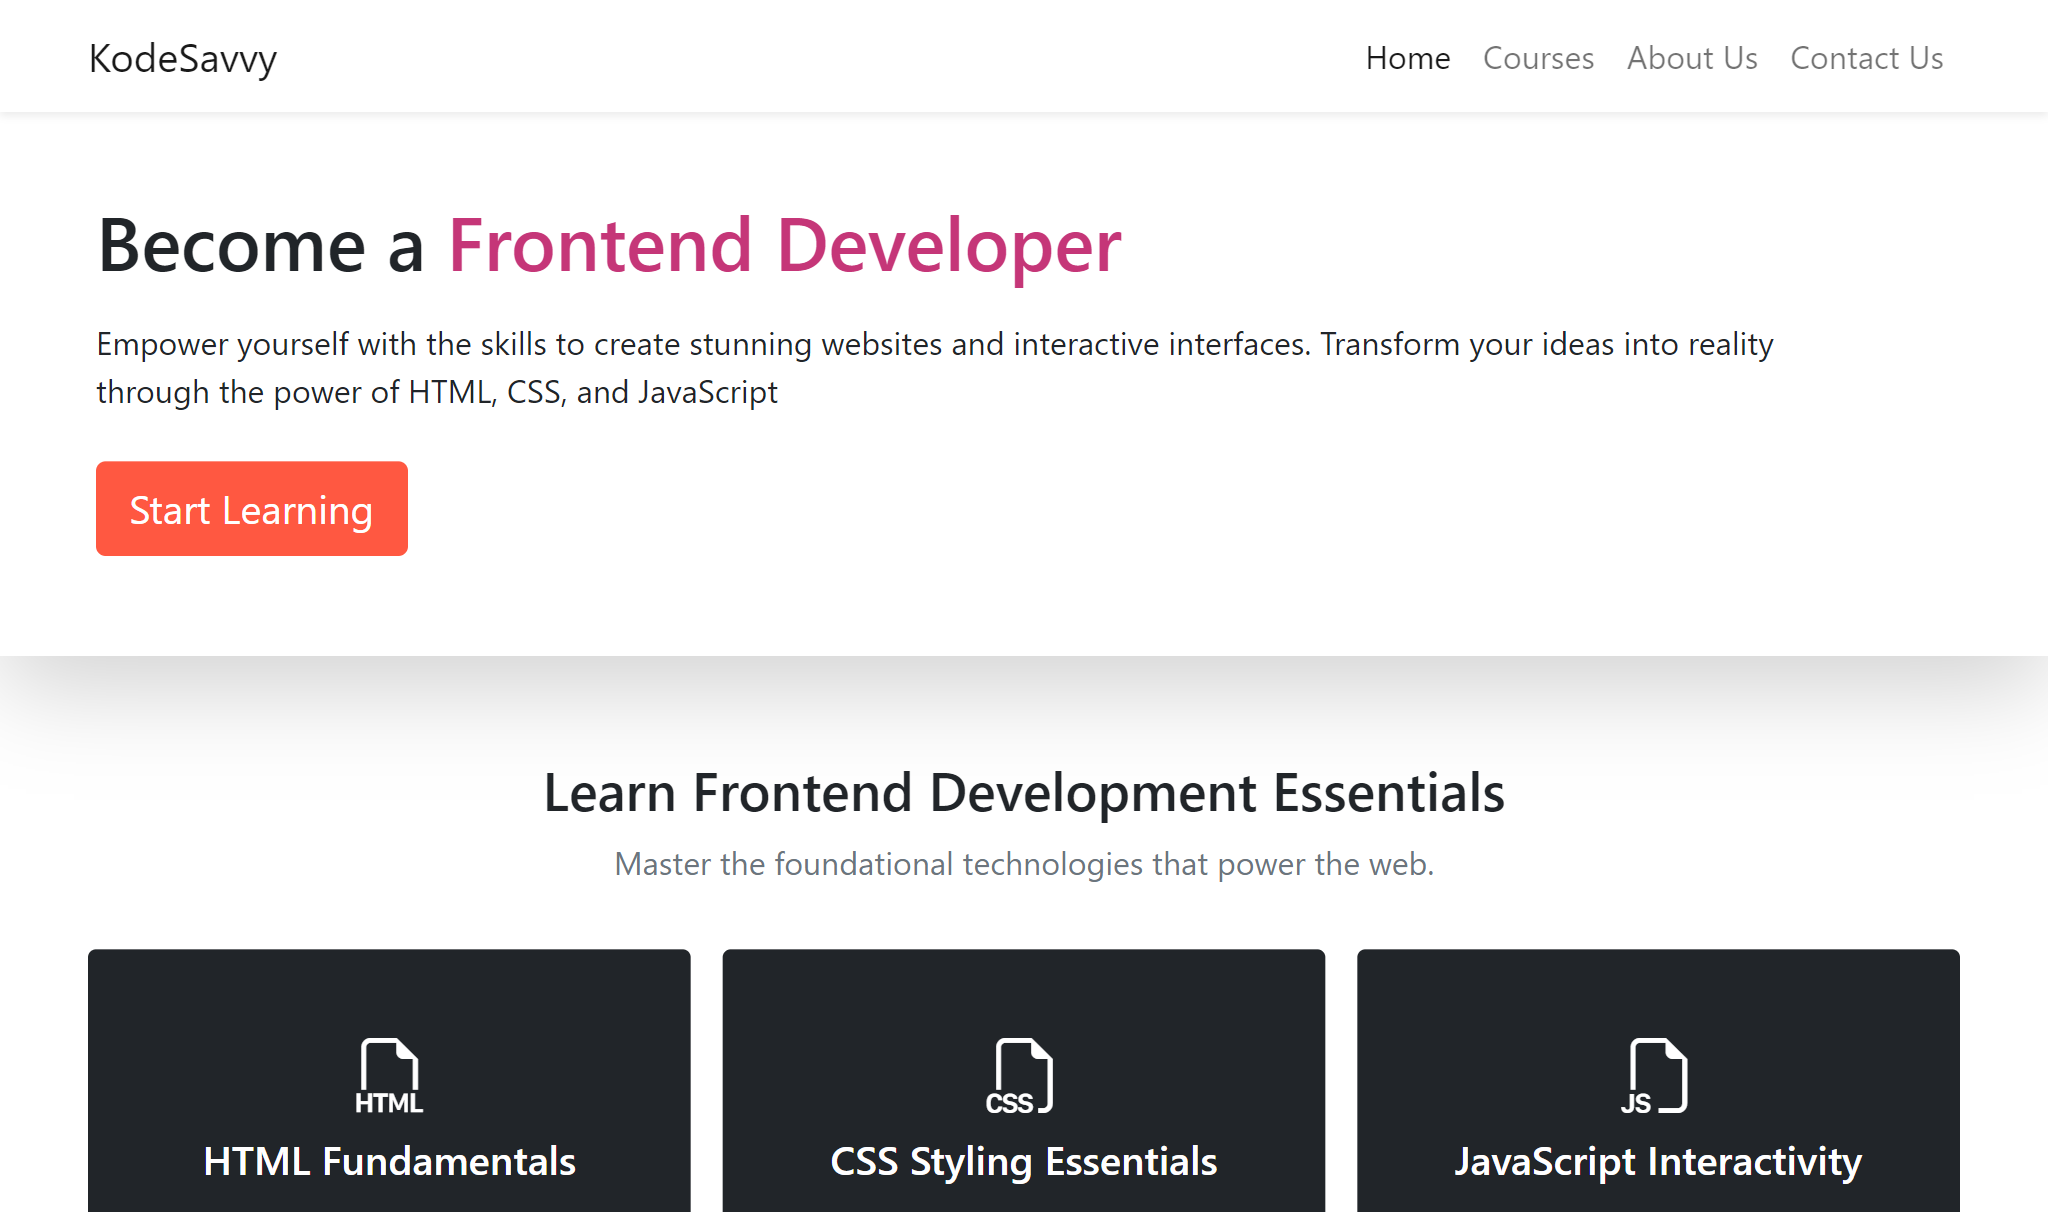 KodeSavvy
Home Courses About Us Contact Us
Become a Frontend Developer
Empower yourself with the skills to create stunning websites and interactive interfaces. Transform your ideas into reality
through the power of HTML, CSS, and JavaScript
Start Learning
Learn Frontend Development Essentials
Master the foundational technologies that power the web.
HTML CSS JS
HTML Fundamentals CSS Styling Essentials JavaScript Interactivity